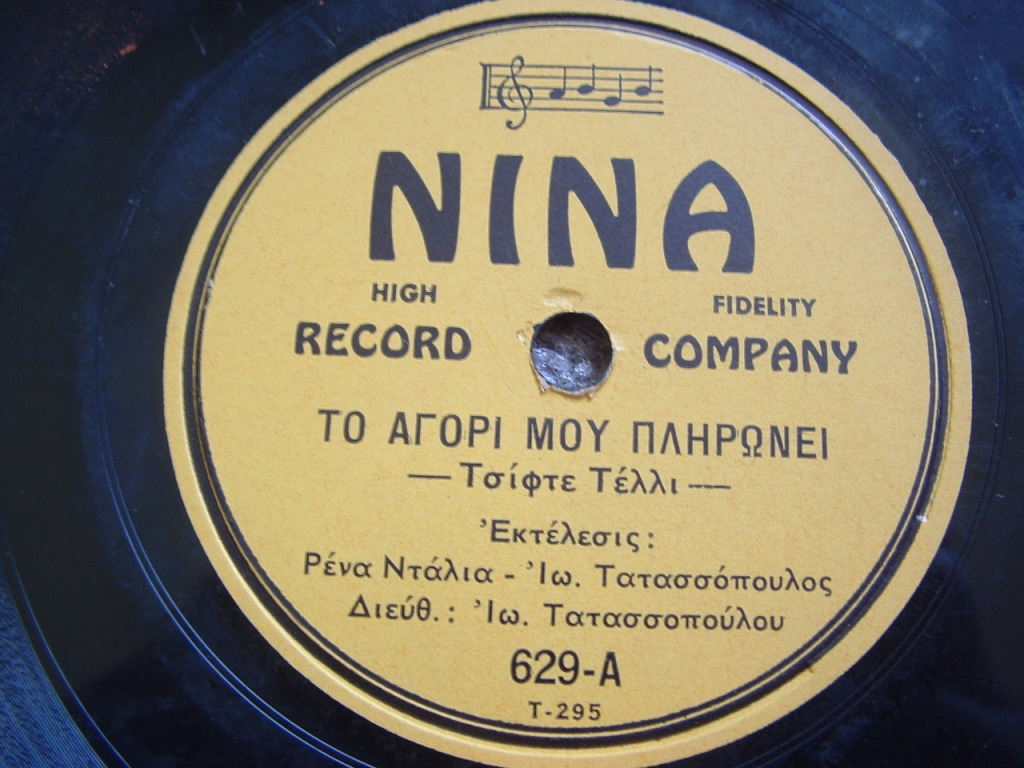 NINA
HIGH FIDELITY
RECORD COMPANY
ΤΟ ΑΓΟΡΙ ΜΟΥ ΠΛΗΡΩΝΕΙ
— Τσίφτε Τέλλι —
Ἐκτέλεσις:
Ρένα Ντάλια - Ἰω. Τατασσόπουλος
Διεύθ.: Ἰω. Τατασσοπούλου
629-A
T-295